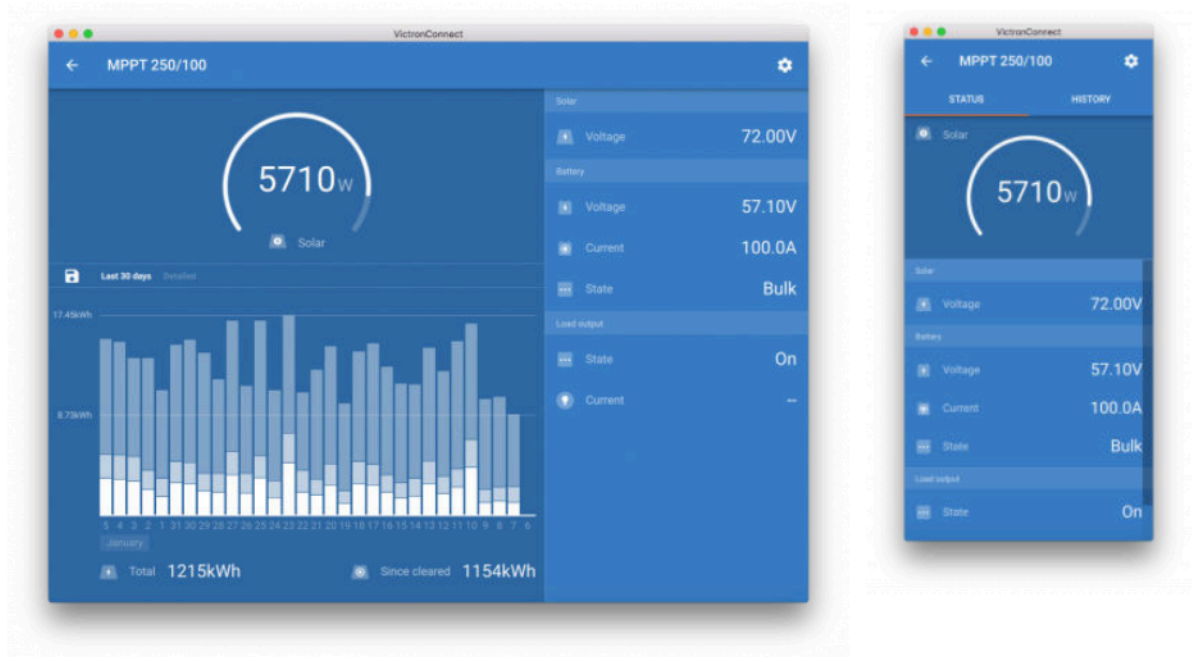 VictronConnect
MPPT 250/100
5710W
Solar
Last 30 days Detailed
17.45kWh
8.73kWh
5 4 3 2 1 31 30 29 28 27 26 25 24 23 22 21 20 19 18 17 16 15 14 13 12 11 10 9 8 7 6
January
Total 1215kWh
Since cleared 1154kWh
Solar
Voltage 72.00V
Battery
Voltage 57.10V
Current 100.0A
State Bulk
Load output
State On
Current --
VictronConnect
MPPT 250/100
STATUS HISTORY
Solar
5710W
Solar
Voltage 72.00V
Battery
Voltage 57.10V
Current 100.0A
State Bulk
Load output
State On